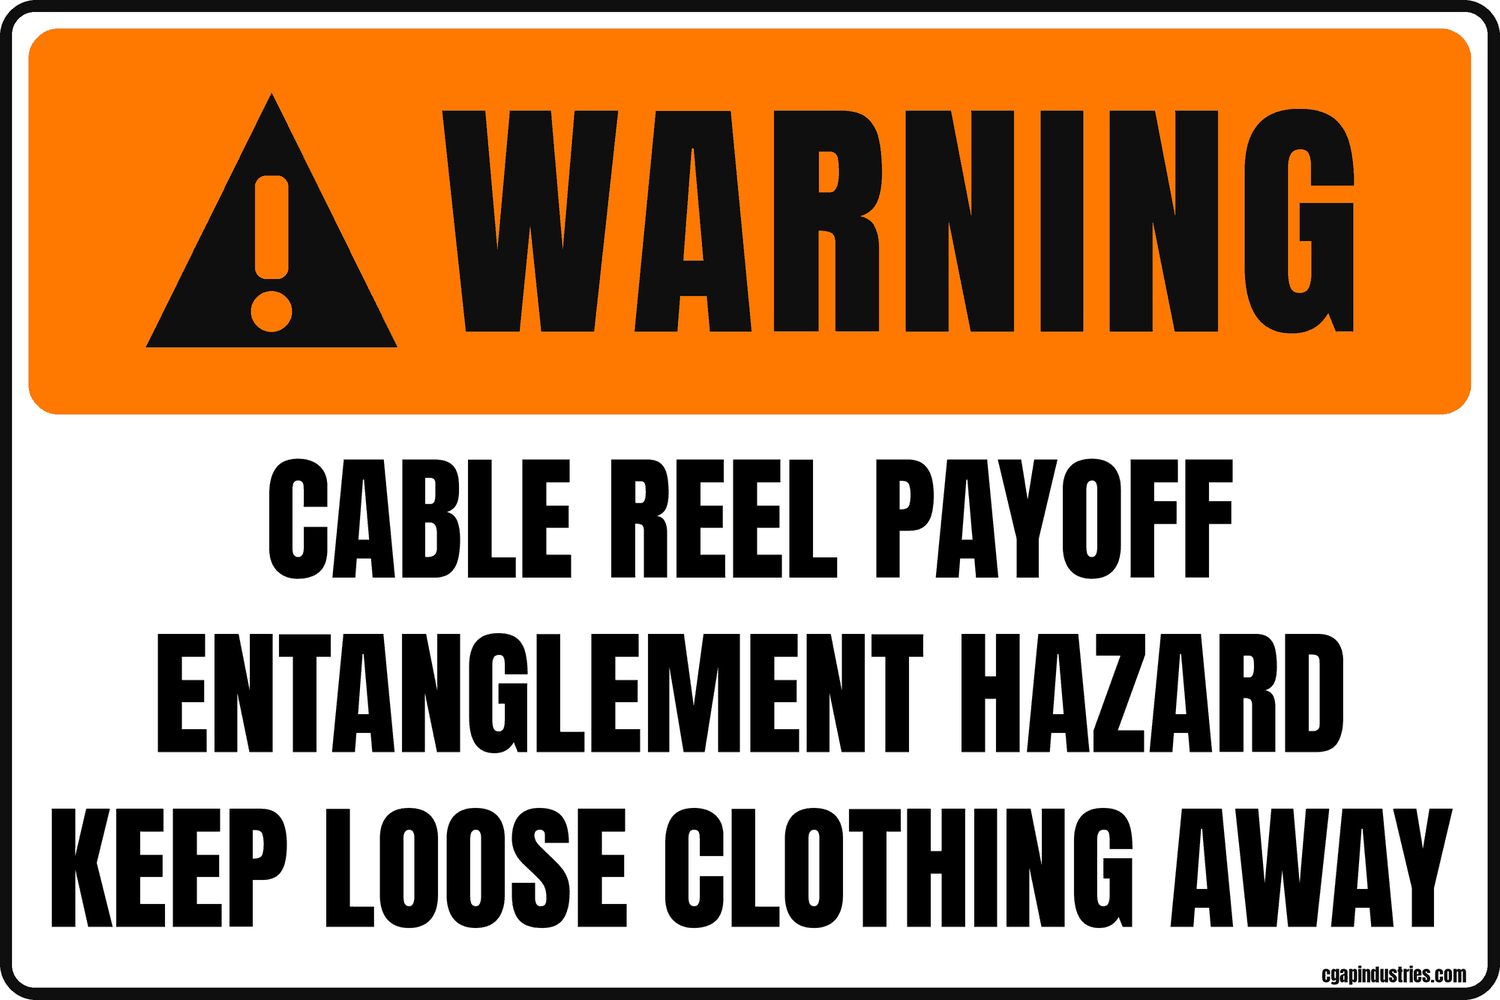 WARNING
CABLE REEL PAYOFF
ENTANGLEMENT HAZARD
KEEP LOOSE CLOTHING AWAY
cgapindustries.com